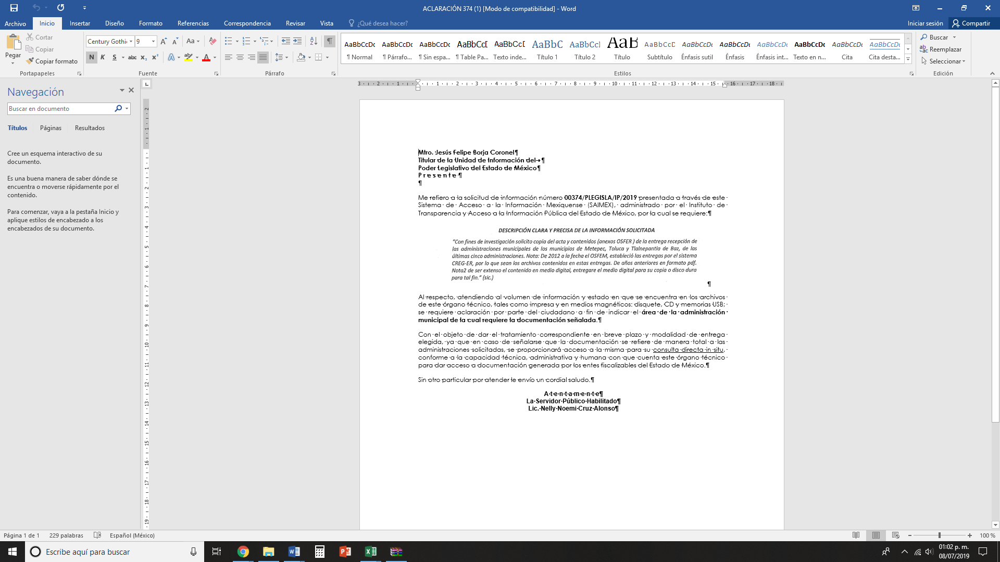 ACLARACIÓN 374 (1) [Modo de compatibilidad] - Word
Archivo Inicio Insertar Diseño Formato Referencias Correspondencia Revisar Vista ¿Qué desea hacer? Iniciar sesión Compartir
Pegar
Cortar
Copiar
Copiar formato
Portapapeles
Century Gothi 9
Fuente
Párrafo
AaBbCcDc AaBbCcDc AaBbCcDc AaBbCcI AaBbCcI AaBbC AaBbCcI AaB AaBbCcD AaBbCcDc AaBbCcDc AaBbCcDc AaBbCcDc AaBbCcDc AaBbCcDc
¶ Normal ¶ Párrafo... ¶ Sin espa... ¶ Table Pa... Texto inde... Título 1 Título 2 Título Subtítulo Énfasis sutil Énfasis Énfasis int... Texto en n... Cita Cita desta...
Estilos
Buscar
Reemplazar
Seleccionar
Edición
Navegación
Buscar en documento
Títulos Páginas Resultados
Cree un esquema interactivo de su
documento.
Es una buena manera de saber dónde se
encuentra o moverse rápidamente por el
contenido.
Para comenzar, vaya a la pestaña Inicio y
aplique estilos de encabezado a los
encabezados de su documento.
3 2 1 1 2 3 4 5 6 7 8 9 10 11 12 13 14 15 16 17 18
Mtro. Jesús Felipe Borja Coronel¶
Titular de la Unidad de Información del→¶
Poder Legislativo del Estado de México¶
P r e s e n t e ¶
¶
Me refiero a la solicitud de información número 00374/PLEGISLA/IP/2019 presentada a través de este
Sistema de Acceso a la Información Mexiquense (SAIMEX), administrado por el Instituto de
Transparencia y Acceso a la Información Pública del Estado de México, por la cual se requiere:¶
DESCRIPCIÓN CLARA Y PRECISA DE LA INFORMACIÓN SOLICITADA
“Con fines de investigación solicito copia del acta y contenidos (anexos OSFER ) de la entrega recepción de
las administraciones municipales de los municipios de Metepec, Toluca y Tlalnepantla de Baz, de las
últimas cinco administraciones. Nota: De 2012 a la fecha el OSFEM, estableció las entregas por el sistema
CREG-ER, por lo que sean los archivos contenidos en estas entregas. De años anteriores en formato pdf.
Nota2 de ser extenso el contenido en medio digital, entregare el medio digital para su copia o disco dura
para tal fin.” (sic.)
¶
Al respecto, atendiendo al volumen de información y estado en que se encuentra en los archivos
de este órgano técnico, tales como impresa y en medios magnéticos: disquete, CD y memorias USB;
se requiere aclaración por parte del ciudadano a fin de indicar el área de la administración
municipal de la cual requiere la documentación señalada.¶
Con el objeto de dar el tratamiento correspondiente en breve plazo y modalidad de entrega
elegida, ya que en caso de señalarse que la documentación se refiere de manera total a las
administraciones solicitadas, se proporcionará acceso a la misma para su consulta directa in situ,
conforme a la capacidad técnica, administrativa y humana con que cuenta este órgano técnico
para dar acceso a documentación generada por los entes fiscalizables del Estado de México.¶
Sin otro particular por atender le envío un cordial saludo.¶
A·t·e·n·t·a·m·e·n·t·e¶
La·Servidor·Público·Habilitado¶
Lic.·Nelly·Noemi·Cruz·Alonso¶
Página 1 de 1 229 palabras Español (México) 100 %
Escribe aquí para buscar
01:02 p. m.
08/07/2019